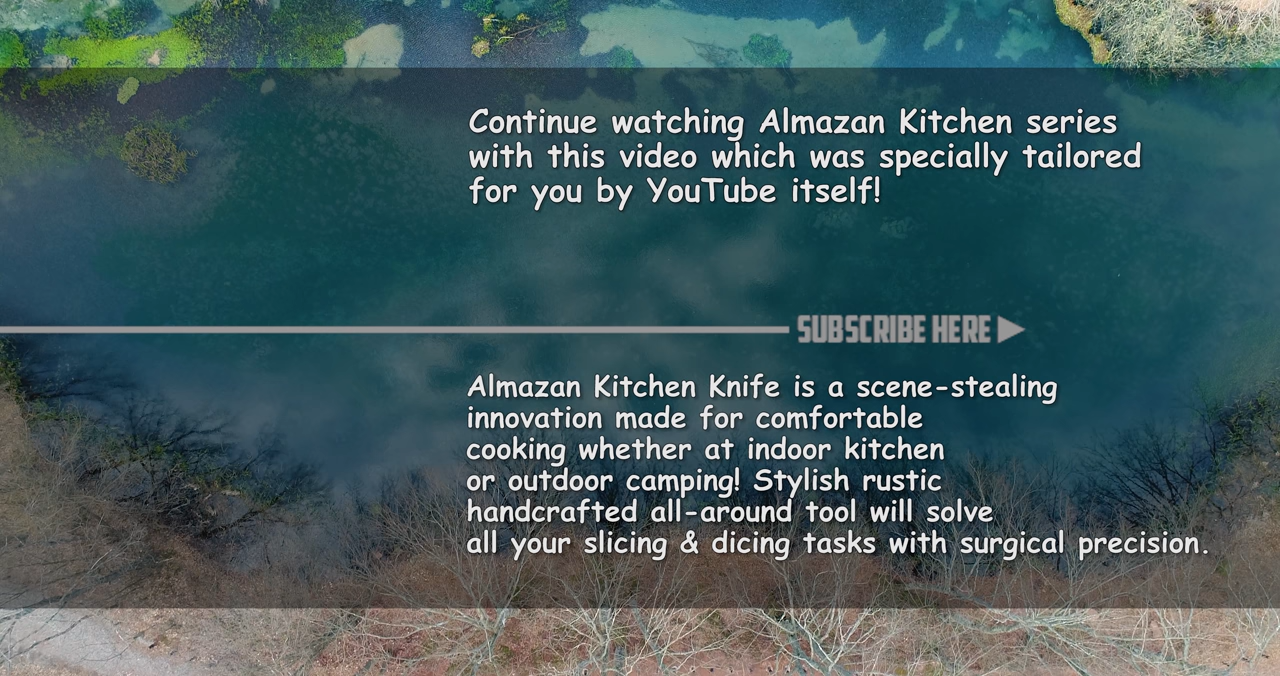 Continue watching Almazan Kitchen series
with this video which was specially tailored
for you by YouTube itself!
SUBSCRIBE HERE
Almazan Kitchen Knife is a scene-stealing
innovation made for comfortable
cooking whether at indoor kitchen
or outdoor camping! Stylish rustic
handcrafted all-around tool will solve
all your slicing & dicing tasks with surgical precision.